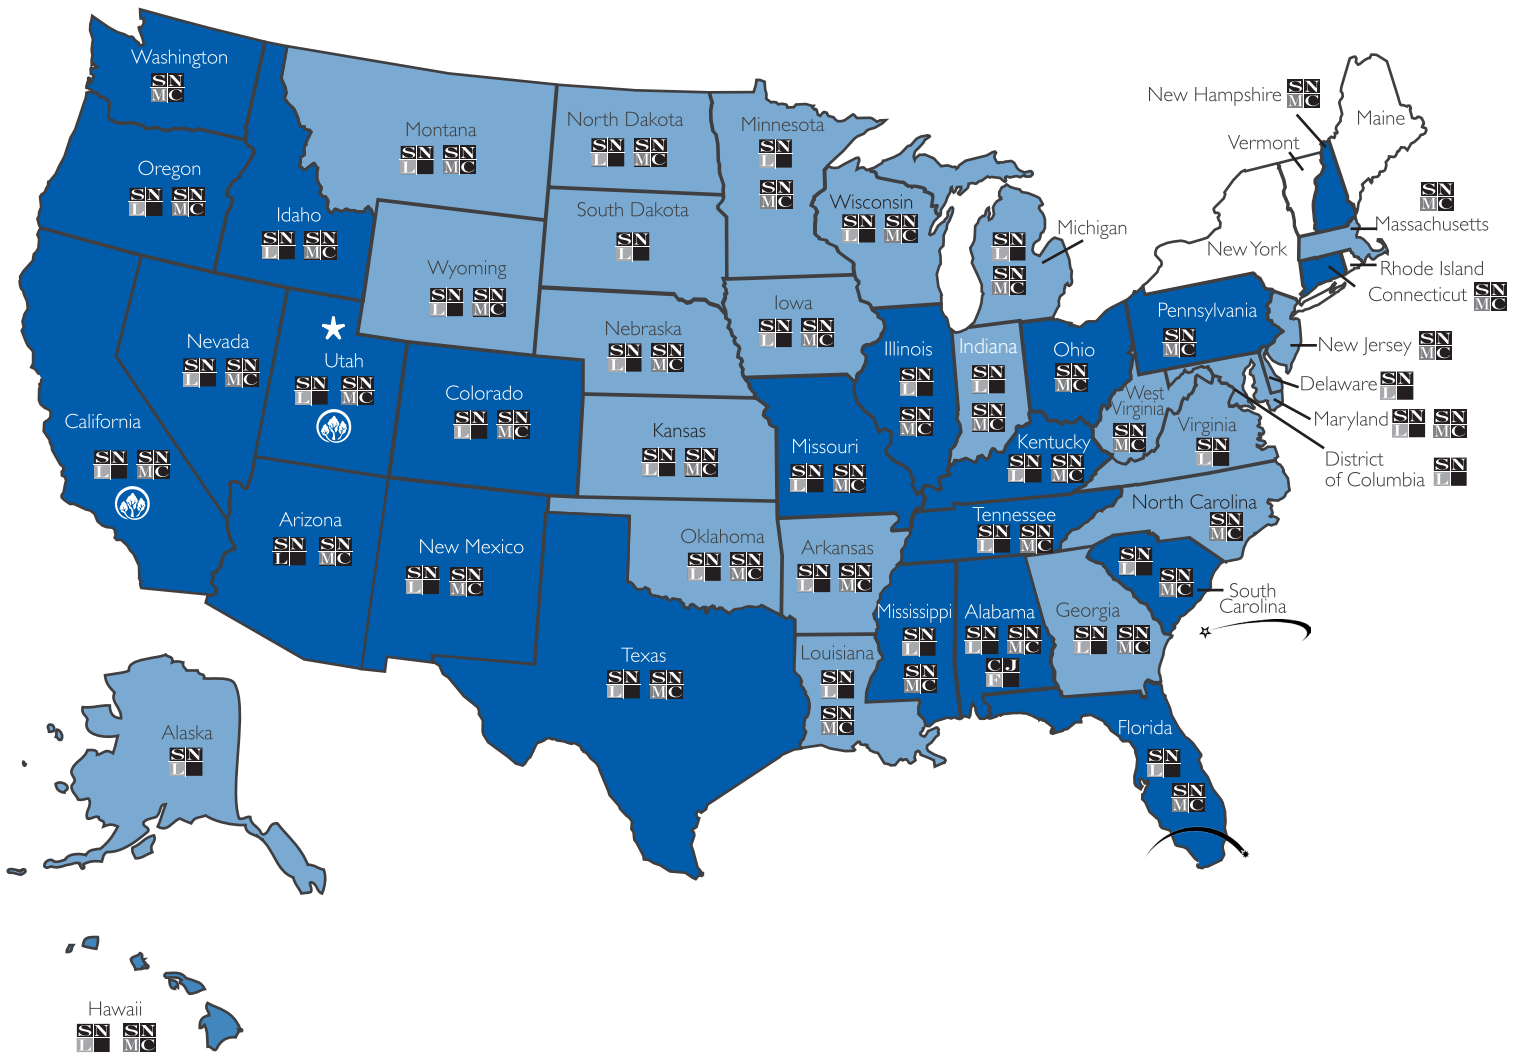 Washington
SN
MC
Montana
SN
L
SN
MC
North Dakota
SN
L
SN
MC
Minnesota
SN
L
SN
MC
New Hampshire
SN
MC
Maine
Vermont
Oregon
SN
L
SN
MC
Idaho
SN
L
SN
MC
South Dakota
SN
L
Wisconsin
SN
L
SN
MC
Michigan
SN
L
SN
MC
New York
SN
MC
Massachusetts
Rhode Island
Connecticut
SN
MC
Wyoming
SN
L
SN
MC
Iowa
SN
L
SN
MC
Pennsylvania
SN
MC
Nevada
SN
L
SN
MC
Utah
SN
L
SN
MC
Nebraska
SN
L
SN
MC
Illinois
SN
L
SN
MC
Indiana
SN
L
SN
MC
Ohio
SN
MC
New Jersey
SN
MC
Delaware
SN
L
Maryland
SN
L
SN
MC
District
of Columbia
SN
L
California
SN
L
SN
MC
Colorado
SN
L
SN
MC
Kansas
SN
L
SN
MC
Missouri
SN
L
SN
MC
Kentucky
SN
L
SN
MC
West
Virginia
SN
MC
Virginia
SN
L
Arizona
SN
L
SN
MC
New Mexico
SN
L
SN
MC
Oklahoma
SN
L
SN
MC
Arkansas
SN
L
SN
MC
Tennessee
SN
L
SN
MC
North Carolina
SN
MC
SN
L
SN
MC
South
Carolina
Mississippi
SN
L
SN
MC
Alabama
SN
L
SN
MC
CJ
F
Georgia
SN
L
SN
MC
Texas
SN
L
SN
MC
Louisiana
SN
L
SN
MC
Florida
SN
L
SN
MC
Alaska
SN
L
Hawaii
SN
L
SN
MC